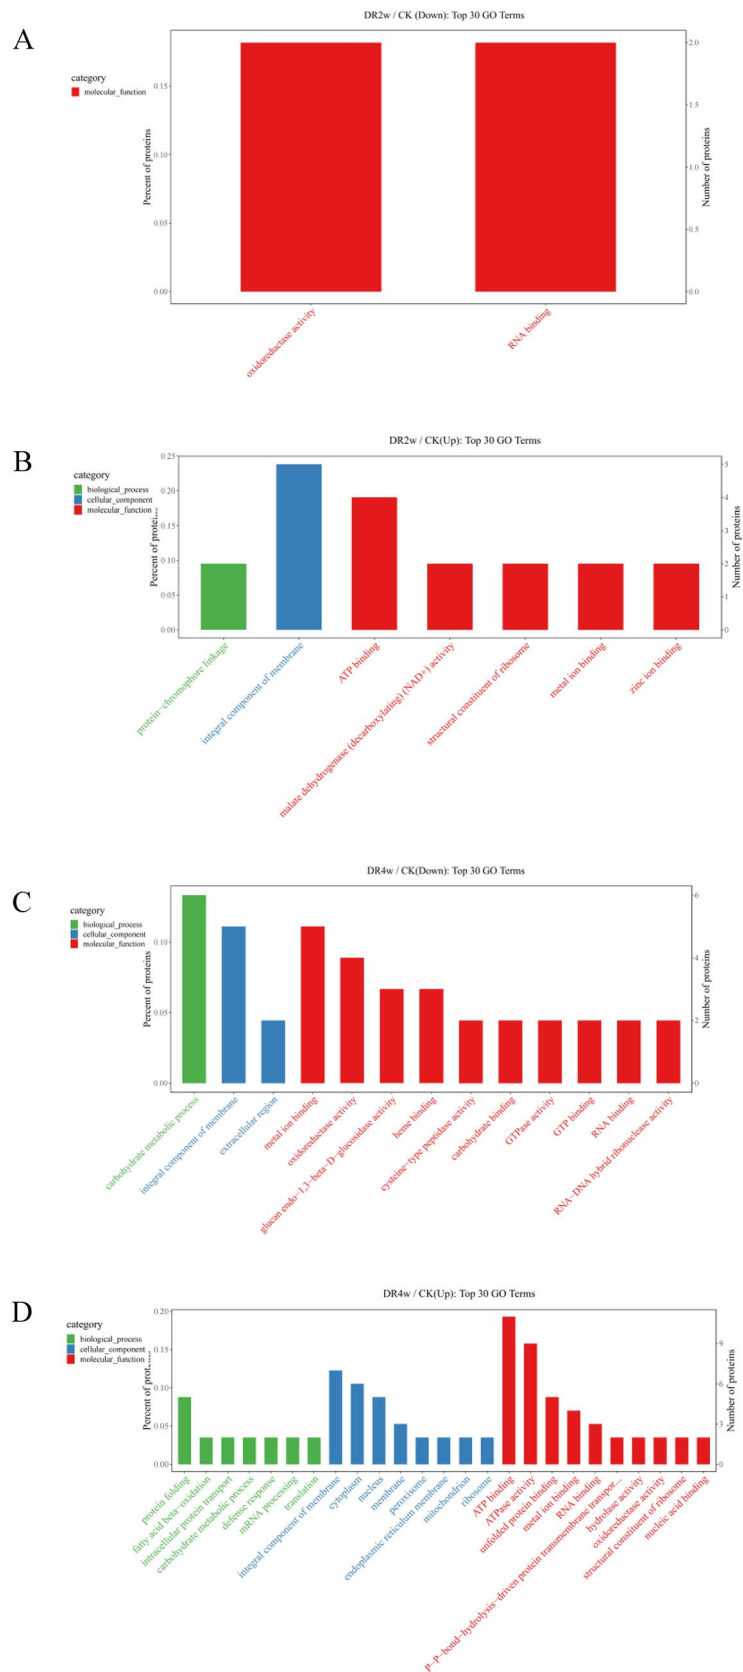 A
DR2w / CK (Down): Top 30 GO Terms
category
molecular_function
Percent of proteins
0.15
0.10
0.05
0.00
2.0
1.5
1.0
0.5
0.0
Number of proteins
oxidoreductase activity
RNA binding
B
DR2w / CK(Up): Top 30 GO Terms
category
biological_process
cellular_component
molecular_function
Percent of protei...
0.25
0.20
0.15
0.10
0.05
0.00
5
4
3
2
1
0
Number of proteins
protein−chromophore linkage
integral component of membrane
ATP binding
malate dehydrogenase (decarboxylating) (NAD+) activity
structural constituent of ribosome
metal ion binding
zinc ion binding
C
DR4w / CK(Down): Top 30 GO Terms
category
biological_process
cellular_component
molecular_function
Percent of proteins
0.10
0.05
0.00
6
4
2
0
Number of proteins
carbohydrate metabolic process
integral component of membrane
extracellular region
metal ion binding
oxidoreductase activity
glucan endo−1,3−beta−D−glucosidase activity
heme binding
cysteine−type peptidase activity
carbohydrate binding
GTPase activity
GTP binding
RNA binding
RNA−DNA hybrid ribonuclease activity
D
DR4w / CK(Up): Top 30 GO Terms
category
biological_process
cellular_component
molecular_function
Percent of prot
0.20
0.15
0.10
0.05
0.00
9
6
3
0
Number of proteins
protein folding
fatty acid beta−oxidation
intracellular protein transport
carbohydrate metabolic process
defense response
mRNA processing
translation
integral component of membrane
cytoplasm
nucleus
membrane
peroxisome
endoplasmic reticulum membrane
mitochondrion
ribosome
ATP binding
ATPase activity
unfolded protein binding
metal ion binding
RNA binding
P−P−bond−hydrolysis−driven protein transmembrane transpor...
hydrolase activity
oxidoreductase activity
structural constituent of ribosome
nucleic acid binding